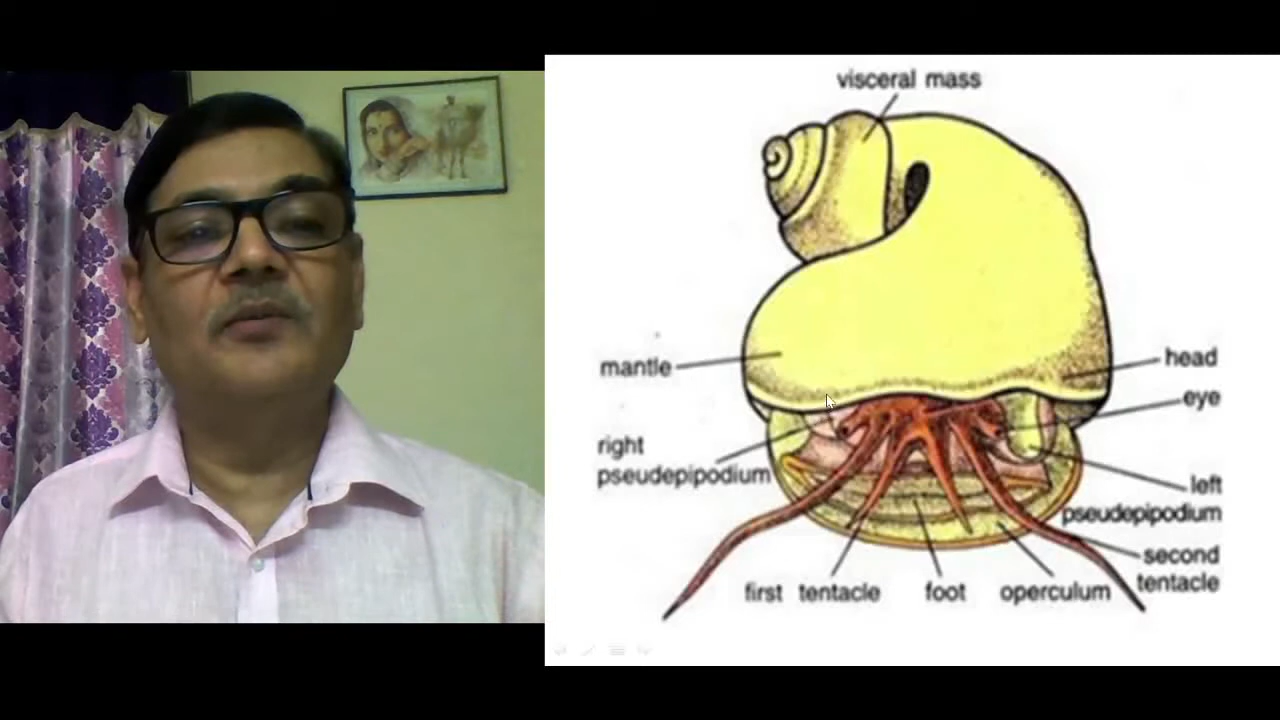 visceral mass
mantle
head
eye
right
pseudepipodium
left
pseudepipodium
second
tentacle
first tentacle
foot
operculum